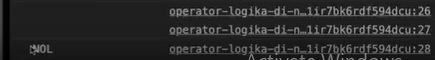 operator-logika-di-n…1ir7bk6rdf594dcu:26
operator-logika-di-n…1ir7bk6rdf594dcu:27
NOL operator-logika-di-n…1ir7bk6rdf594dcu:28
Activate Windows